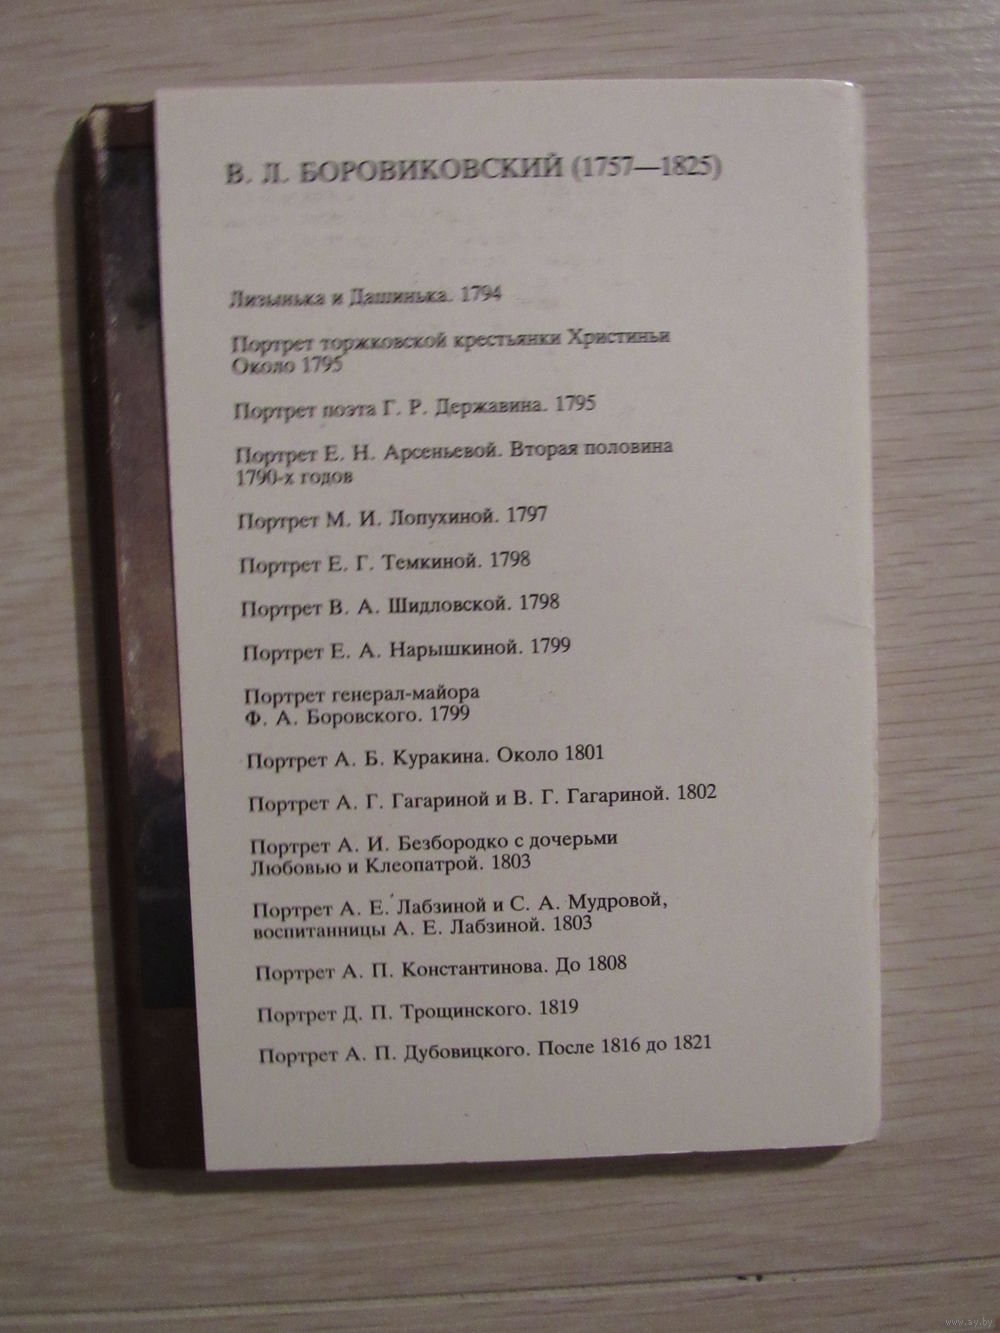 В. Л. БОРОВИКОВСКИЙ (1757—1825)
Лизынька и Дашинька. 1794
Портрет торжковской крестьянки Христиньи
Около 1795
Портрет поэта Г. Р. Державина. 1795
Портрет Е. Н. Арсеньевой. Вторая половина
1790-х годов
Портрет М. И. Лопухиной. 1797
Портрет Е. Г. Темкиной. 1798
Портрет В. А. Шидловской. 1798
Портрет Е. А. Нарышкиной. 1799
Портрет генерал-майора
Ф. А. Боровского. 1799
Портрет А. Б. Куракина. Около 1801
Портрет А. Г. Гагариной и В. Г. Гагариной. 1802
Портрет А. И. Безбородко с дочерьми
Любовью и Клеопатрой. 1803
Портрет А. Е. Лабзиной и С. А. Мудровой,
воспитанницы А. Е. Лабзиной. 1803
Портрет А. П. Константинова. До 1808
Портрет Д. П. Трощинского. 1819
Портрет А. П. Дубовицкого. После 1816 до 1821
www.ay.by